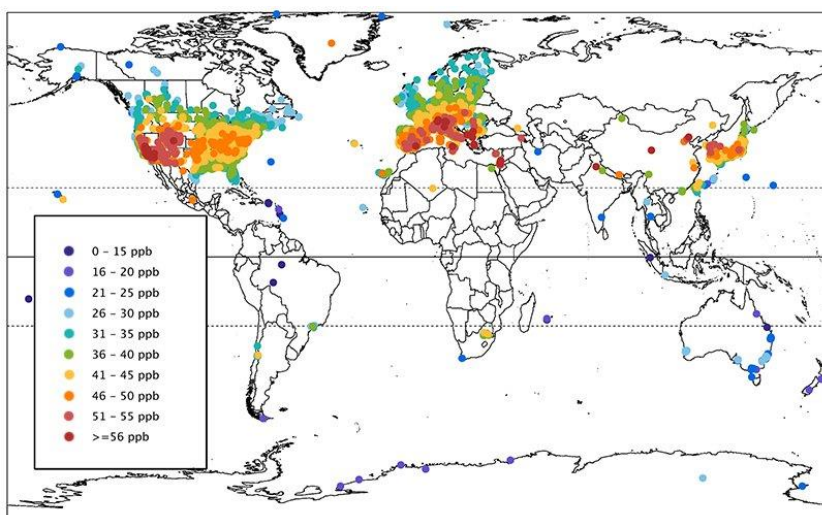 0 – 15 ppb
16 – 20 ppb
21 – 25 ppb
26 – 30 ppb
31 – 35 ppb
36 – 40 ppb
41 – 45 ppb
46 – 50 ppb
51 – 55 ppb
>=56 ppb